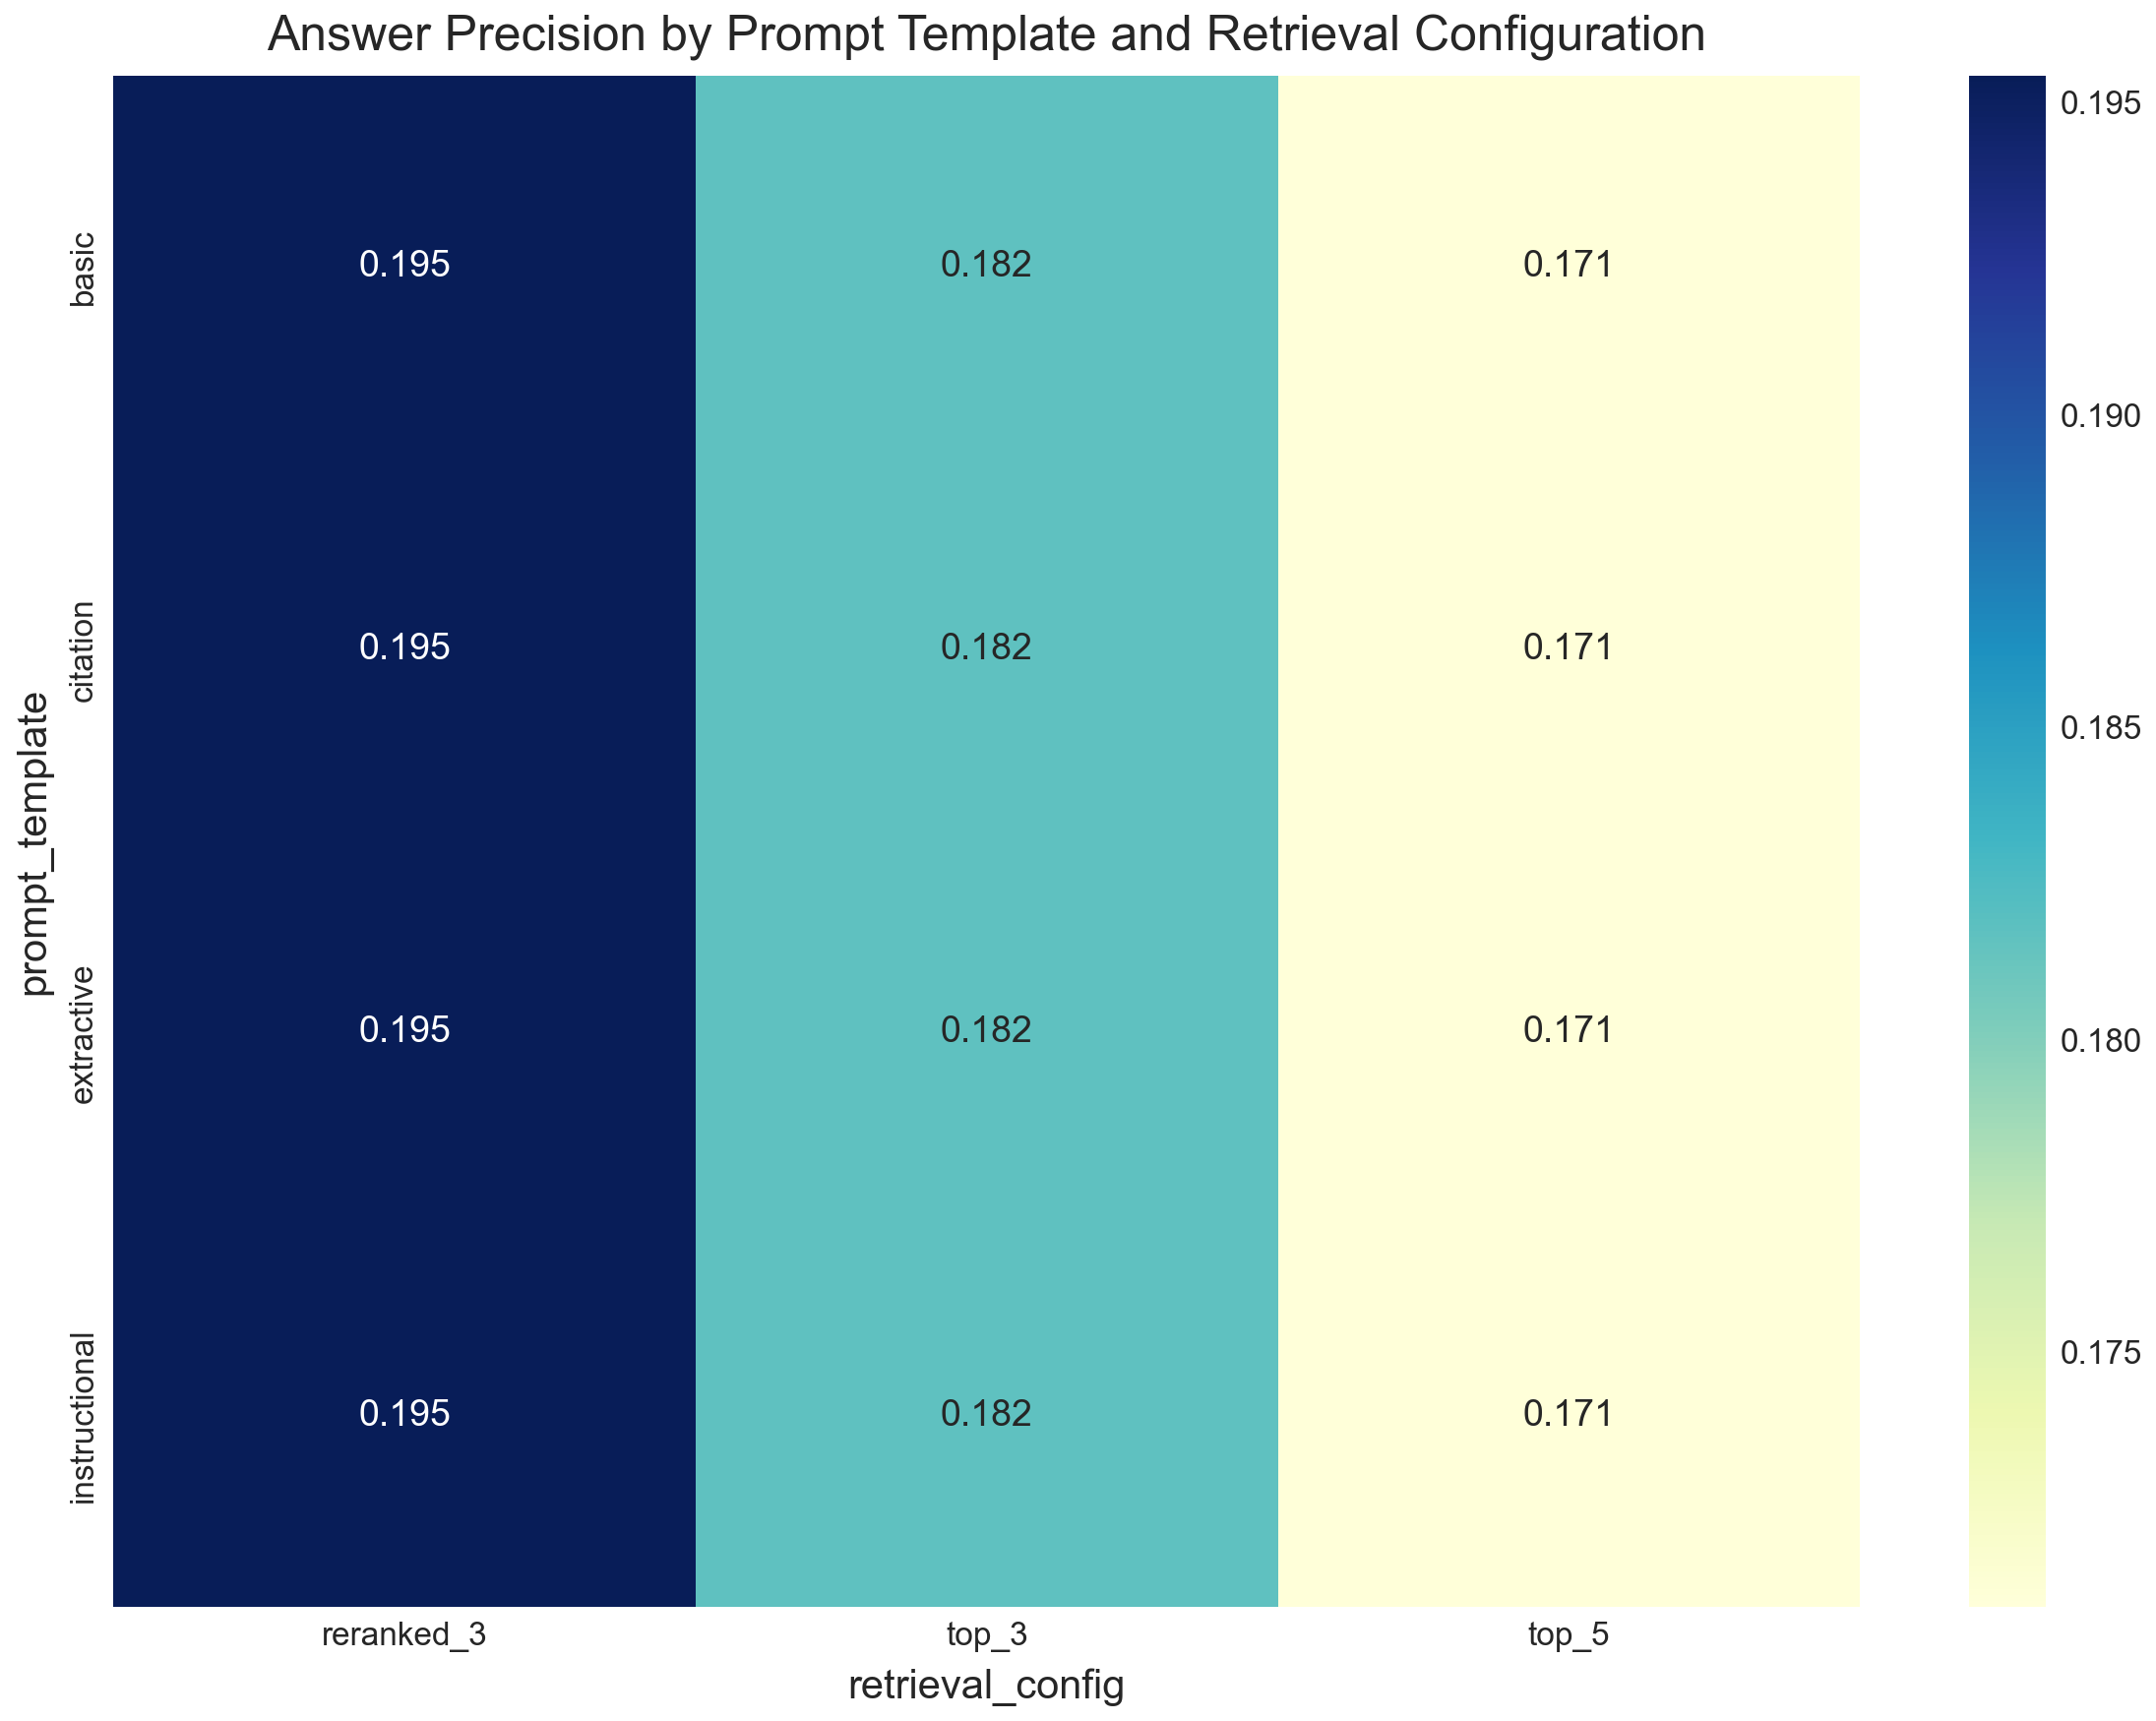 Answer Precision by Prompt Template and Retrieval Configuration
prompt_template
basic
0.195 0.182 0.171
citation
0.195 0.182 0.171
extractive
0.195 0.182 0.171
instructional
0.195 0.182 0.171
reranked_3 top_3 top_5
retrieval_config
0.195
0.190
0.185
0.180
0.175